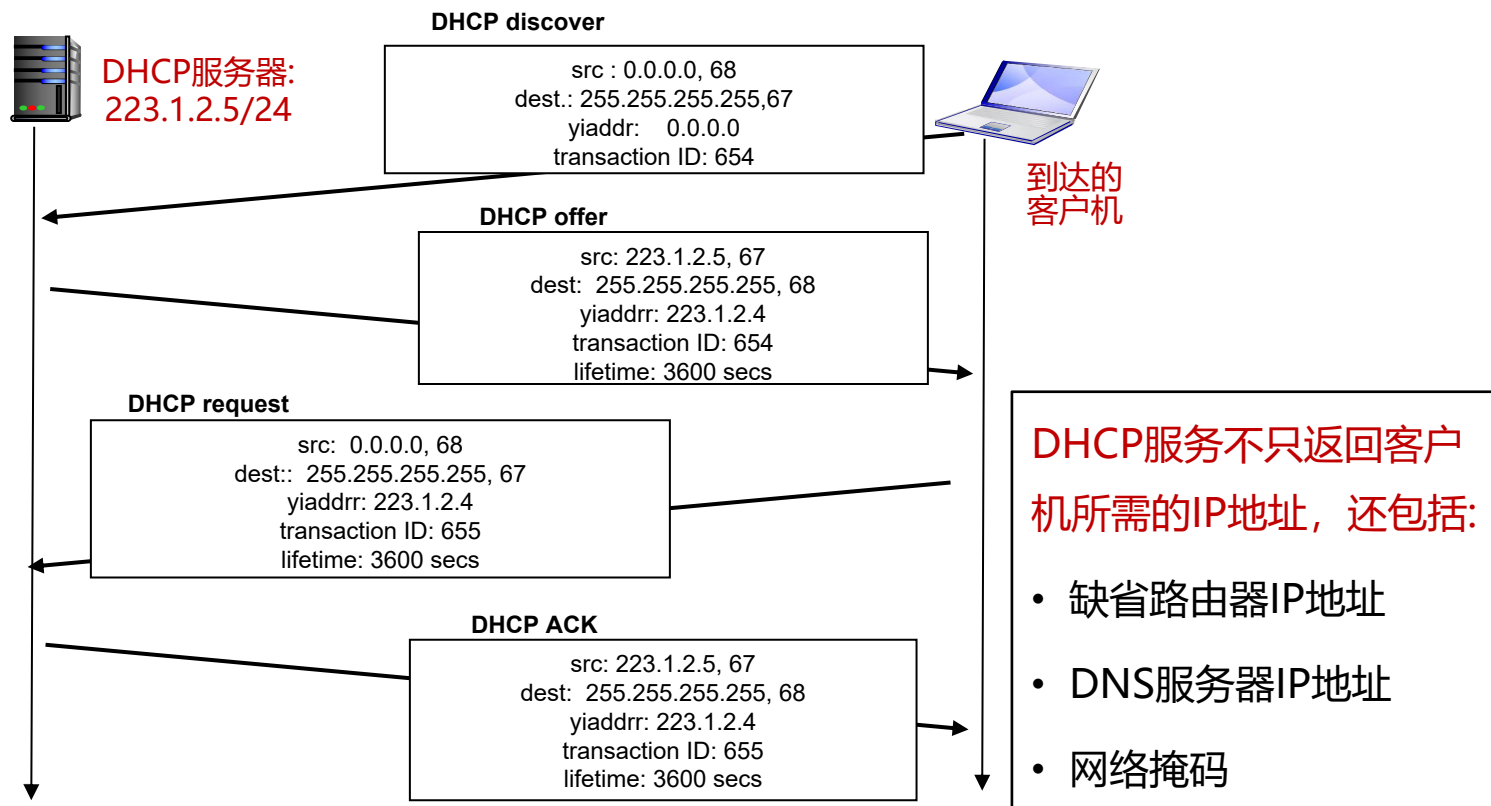 DHCP discover
DHCP服务器:
223.1.2.5/24
src : 0.0.0.0, 68
dest.: 255.255.255.255,67
yiaddr: 0.0.0.0
transaction ID: 654
到达的
客户机
DHCP offer
src: 223.1.2.5, 67
dest: 255.255.255.255, 68
yiaddrr: 223.1.2.4
transaction ID: 654
lifetime: 3600 secs
DHCP request
src: 0.0.0.0, 68
dest:: 255.255.255.255, 67
yiaddrr: 223.1.2.4
transaction ID: 655
lifetime: 3600 secs
DHCP ACK
src: 223.1.2.5, 67
dest: 255.255.255.255, 68
yiaddrr: 223.1.2.4
transaction ID: 655
lifetime: 3600 secs
DHCP服务不只返回客户
机所需的IP地址，还包括:
• 缺省路由器IP地址
• DNS服务器IP地址
• 网络掩码